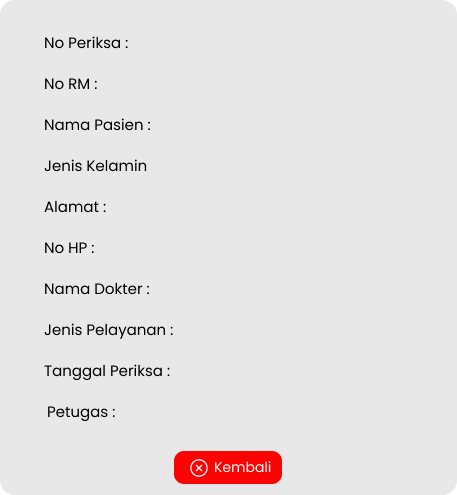 No Periksa :
No RM :
Nama Pasien :
Jenis Kelamin
Alamat :
No HP :
Nama Dokter :
Jenis Pelayanan :
Tanggal Periksa :
Petugas :
Kembali